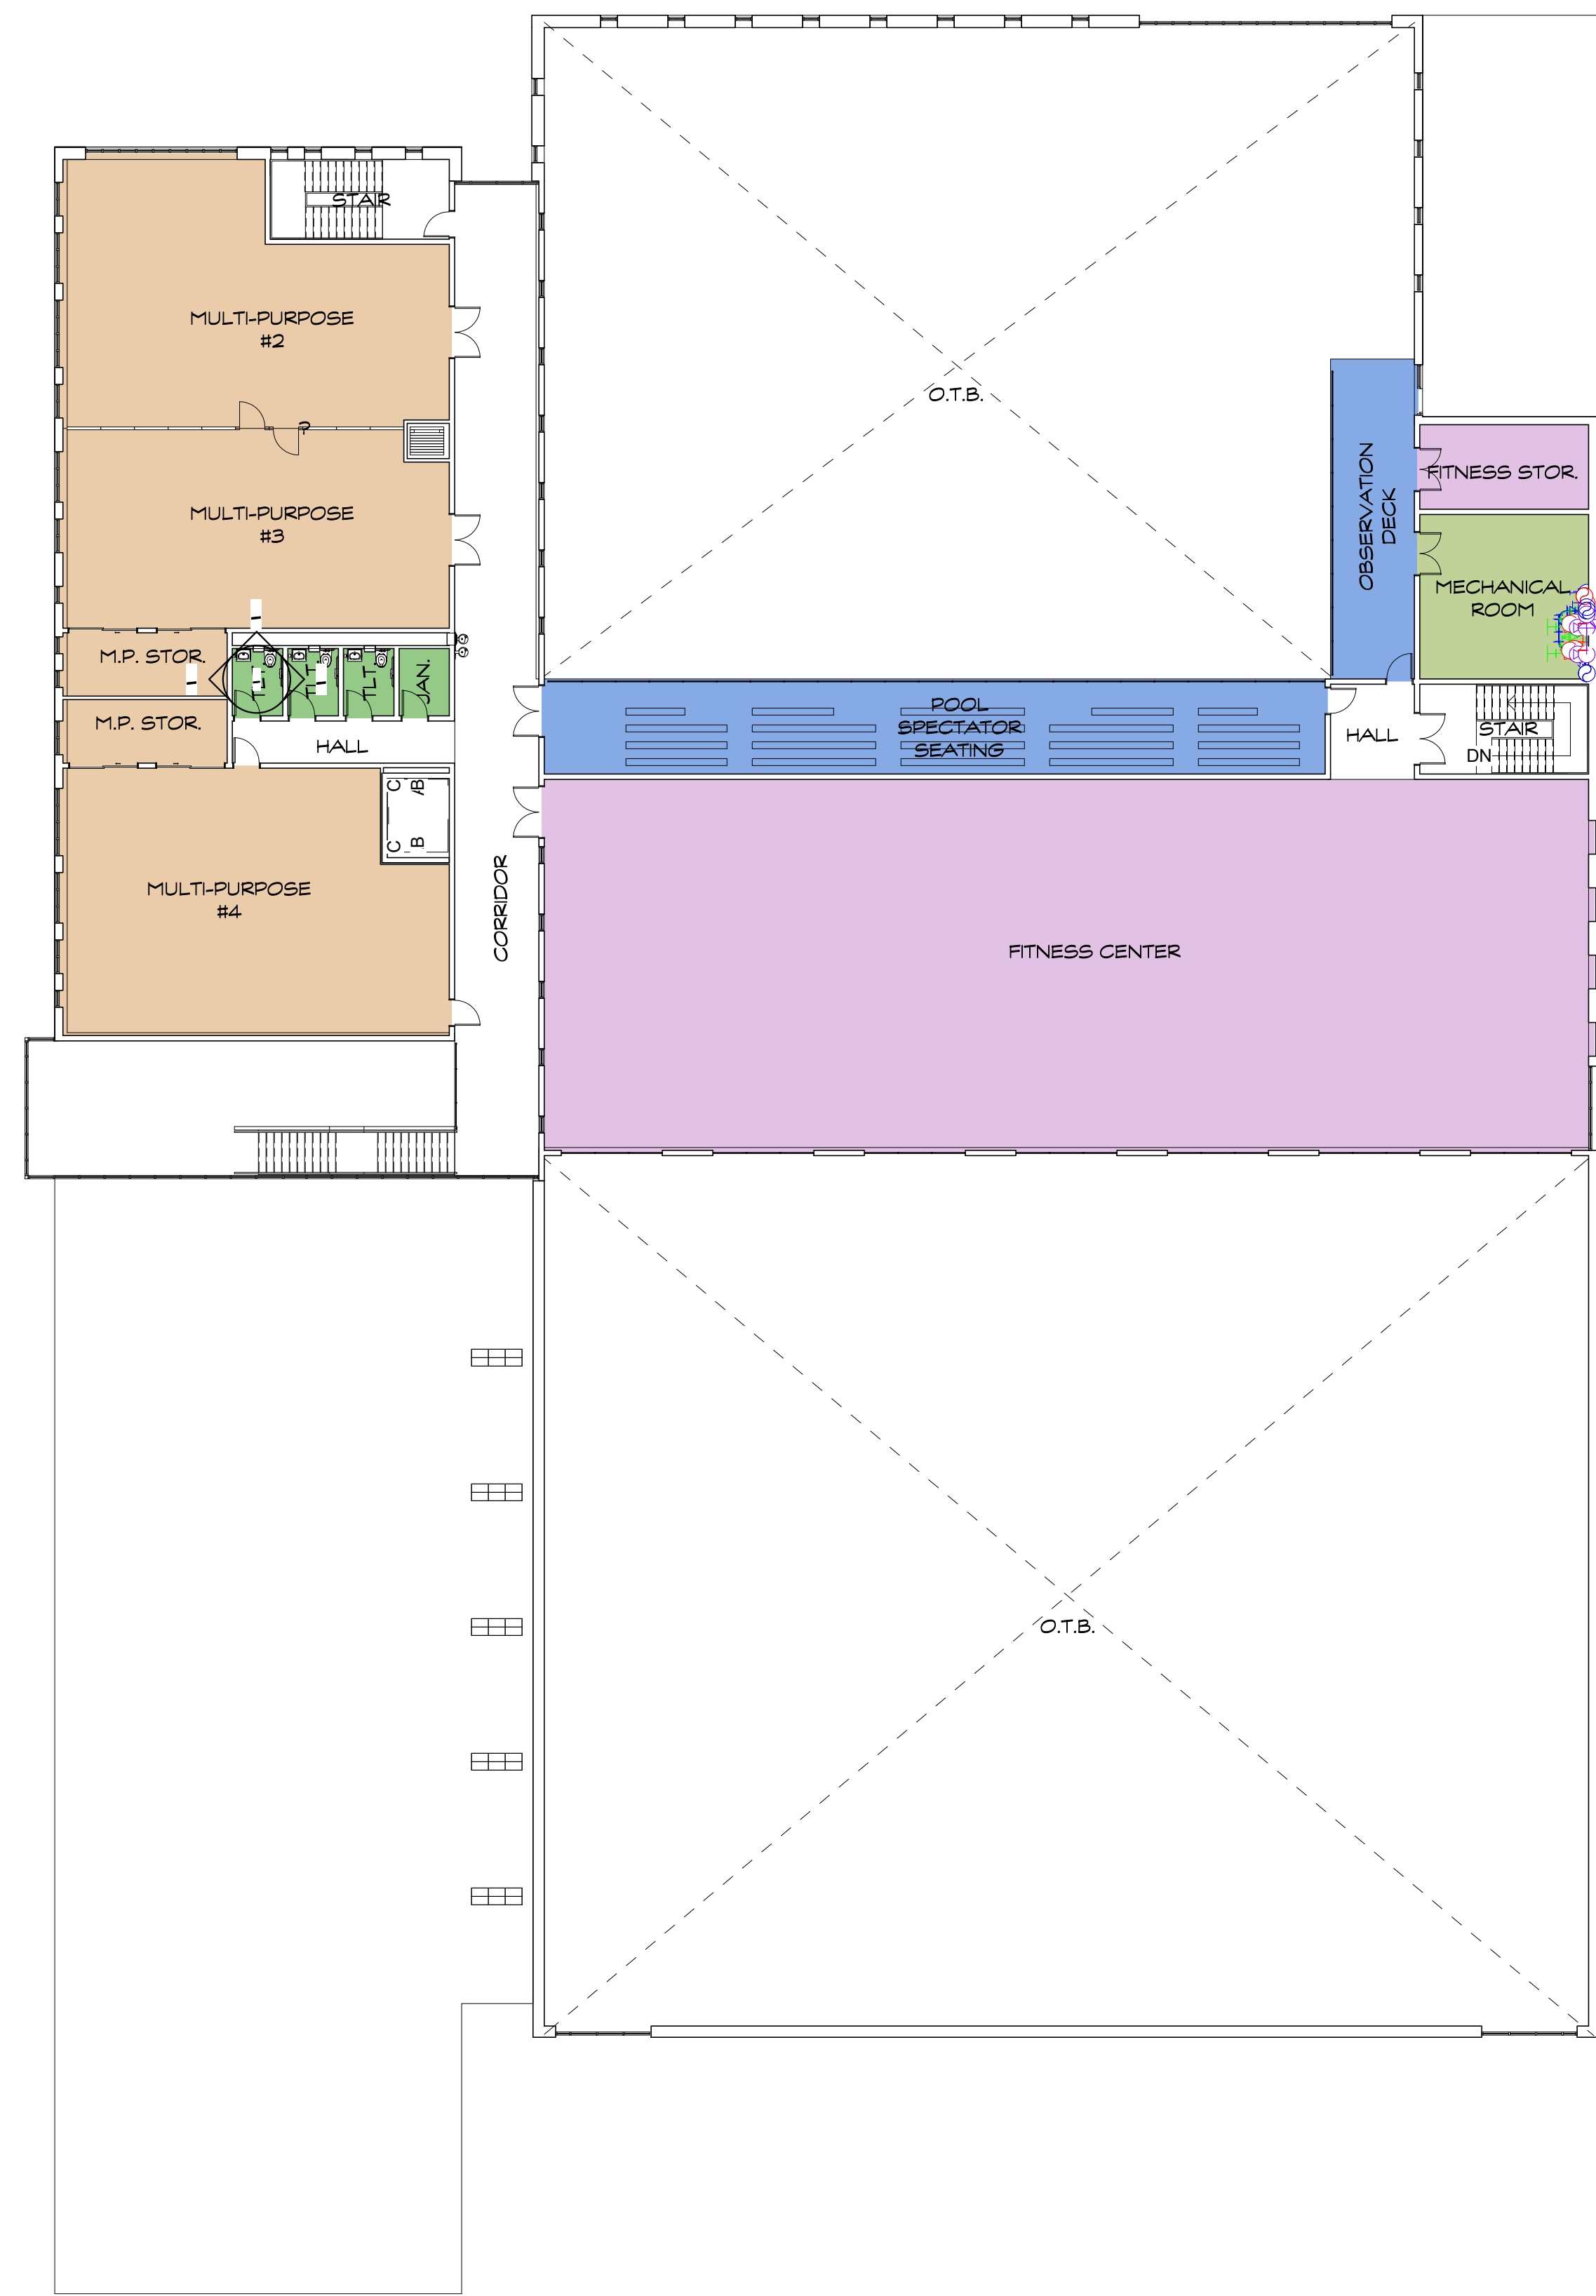 STAIR
MULTI-PURPOSE
#2
O.T.B.
?
OBSERVATION
DECK
FITNESS STOR.
MULTI-PURPOSE
#3
MECHANICAL
ROOM
M.P. STOR.
TLT.
TLT.
TLT.
JAN.
M.P. STOR.
HALL
POOL
SPECTATOR
SEATING
HALL
STAIR
DN
C
B
C
B
MULTI-PURPOSE
#4
CORRIDOR
FITNESS CENTER
O.T.B.